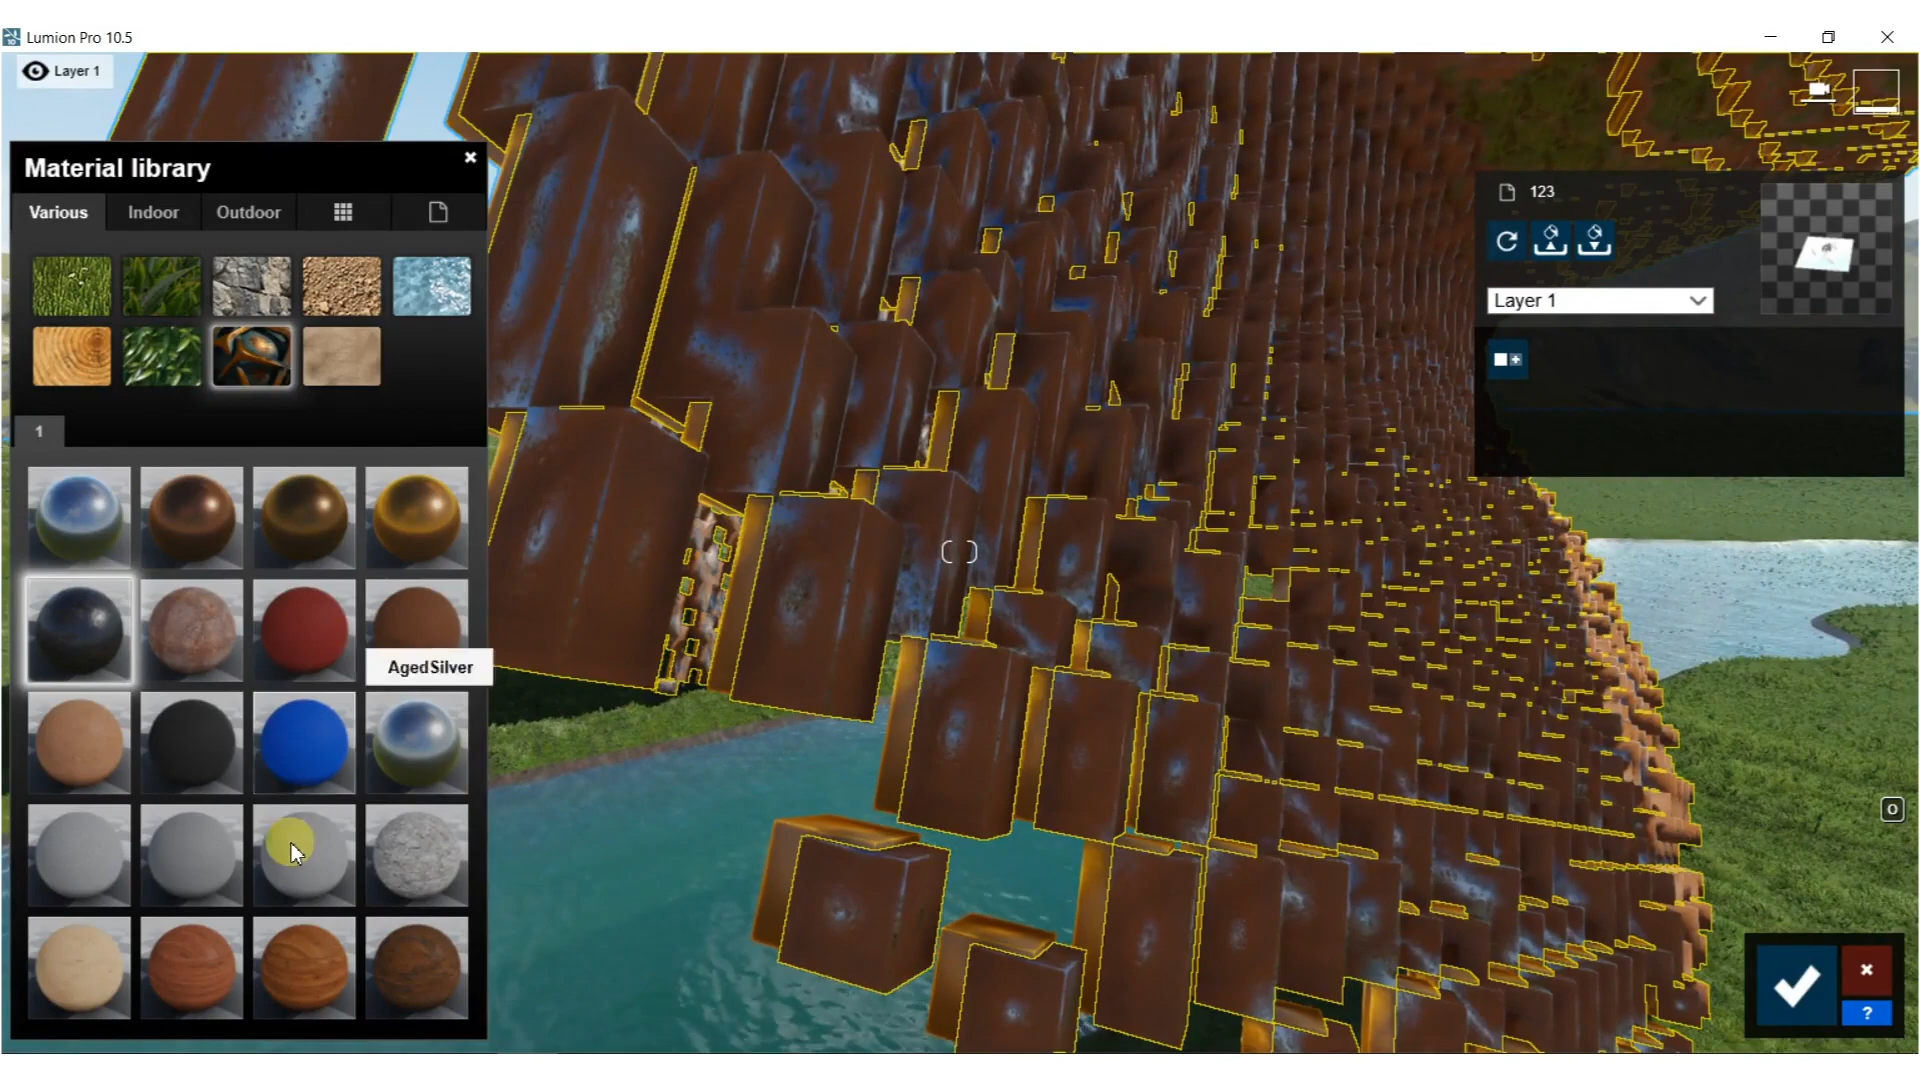 Lumion Pro 10.5
Layer 1
Material library
Various
Indoor
Outdoor
1
AgedSilver
123
Layer 1
O
?